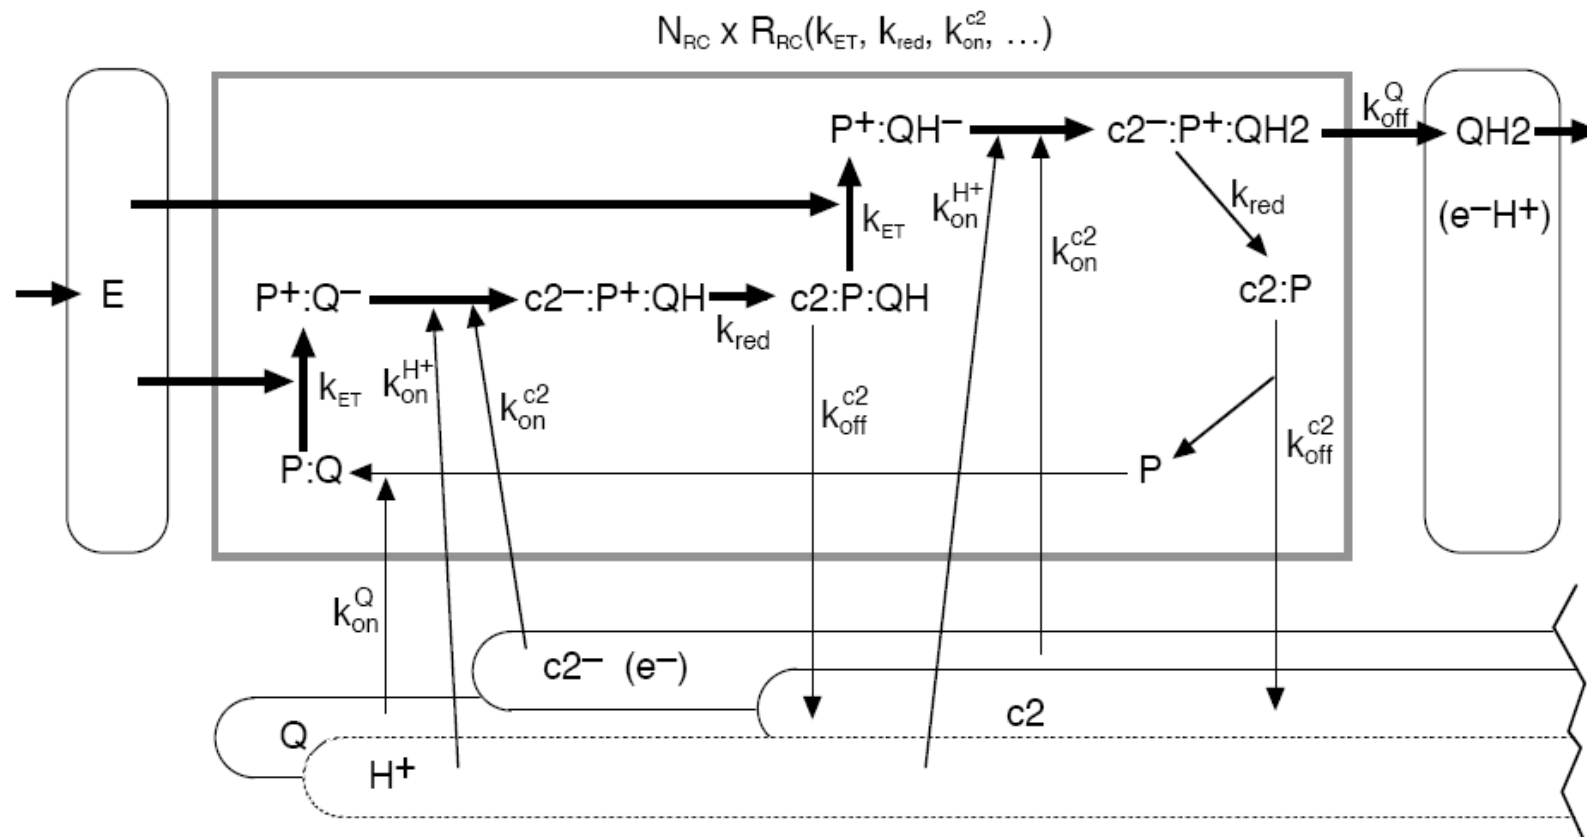 N_RC x R_RC(k_ET, k_red, k_on^c2, …)
P⁺:QH⁻ c2⁻:P⁺:QH2 k_off^Q QH2
k_ET k_on^H+ k_on^c2 k_red (e⁻H⁺)
E P⁺:Q⁻ c2⁻:P⁺:QH k_red c2:P:QH c2:P
k_ET k_on^H+ k_on^c2 k_off^c2 k_off^c2
P:Q P
k_on^Q
c2⁻ (e⁻)
Q c2
H⁺